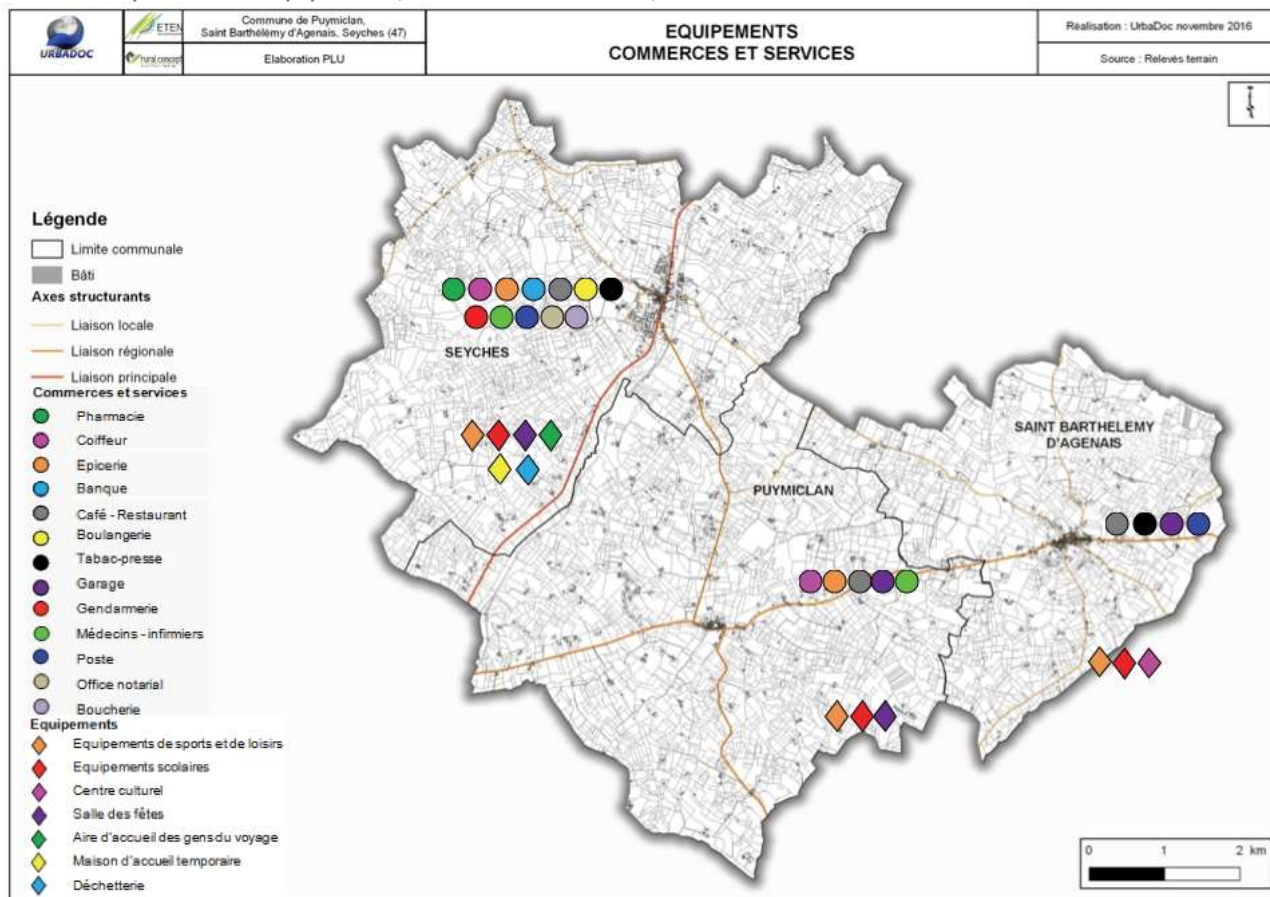 URBADOC
ETEN
rural concept
Commune de Puymiclan,
Saint Barthélémy d'Agenais, Seyches (47)
Elaboration PLU
EQUIPEMENTS
COMMERCES ET SERVICES
Réalisation : UrbaDoc novembre 2016
Source : Relevés terrain
Légende
Limite communale
Bâti
Axes structurants
Liaison locale
Liaison régionale
Liaison principale
Commerces et services
Pharmacie
Coiffeur
Epicerie
Banque
Café - Restaurant
Boulangerie
Tabac-presse
Garage
Gendarmerie
Médecins - infirmiers
Poste
Office notarial
Boucherie
Equipements
Equipements de sports et de loisirs
Equipements scolaires
Centre culturel
Salle des fêtes
Aire d'accueil des gens du voyage
Maison d'accueil temporaire
Déchetterie
SEYCHES
PUYMICLAN
SAINT BARTHELEMY
D'AGENAIS
0 1 2 km